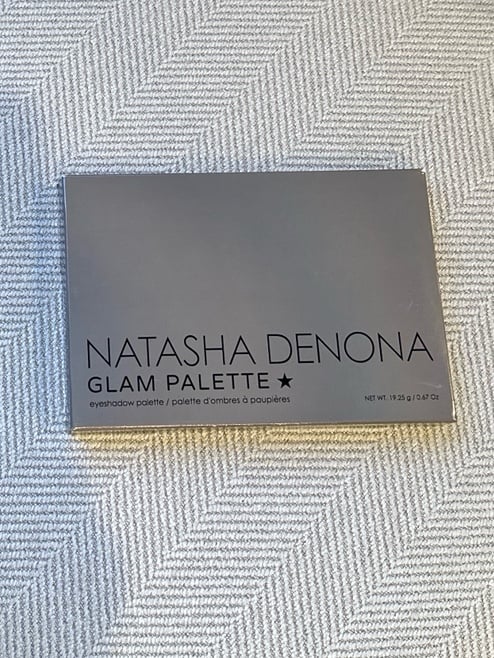 NATASHA DENONA
GLAM PALETTE ★
eyeshadow palette / palette d'ombres à paupières
NET WT. 19.25 g / 0.67 Oz